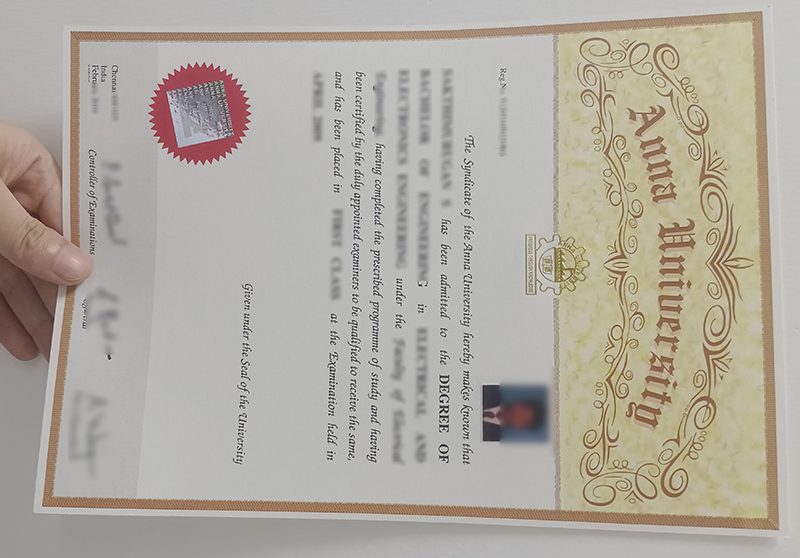 Anna University
Reg.No.
The Syndicate of the Anna University hereby makes known that
SAKTHIMURUGAN S has been admitted to the DEGREE OF
BACHELOR OF ENGINEERING in ELECTRICAL AND
ELECTRONICS ENGINEERING under the Faculty of Electrical
Engineering, having completed the prescribed programme of study and having
been certified by the duly appointed examiners to be qualified to receive the same,
and has been placed in FIRST CLASS at the Examination held in
APRIL 2009
Given under the Seal of the University
Chennai
India
Controller of Examinations